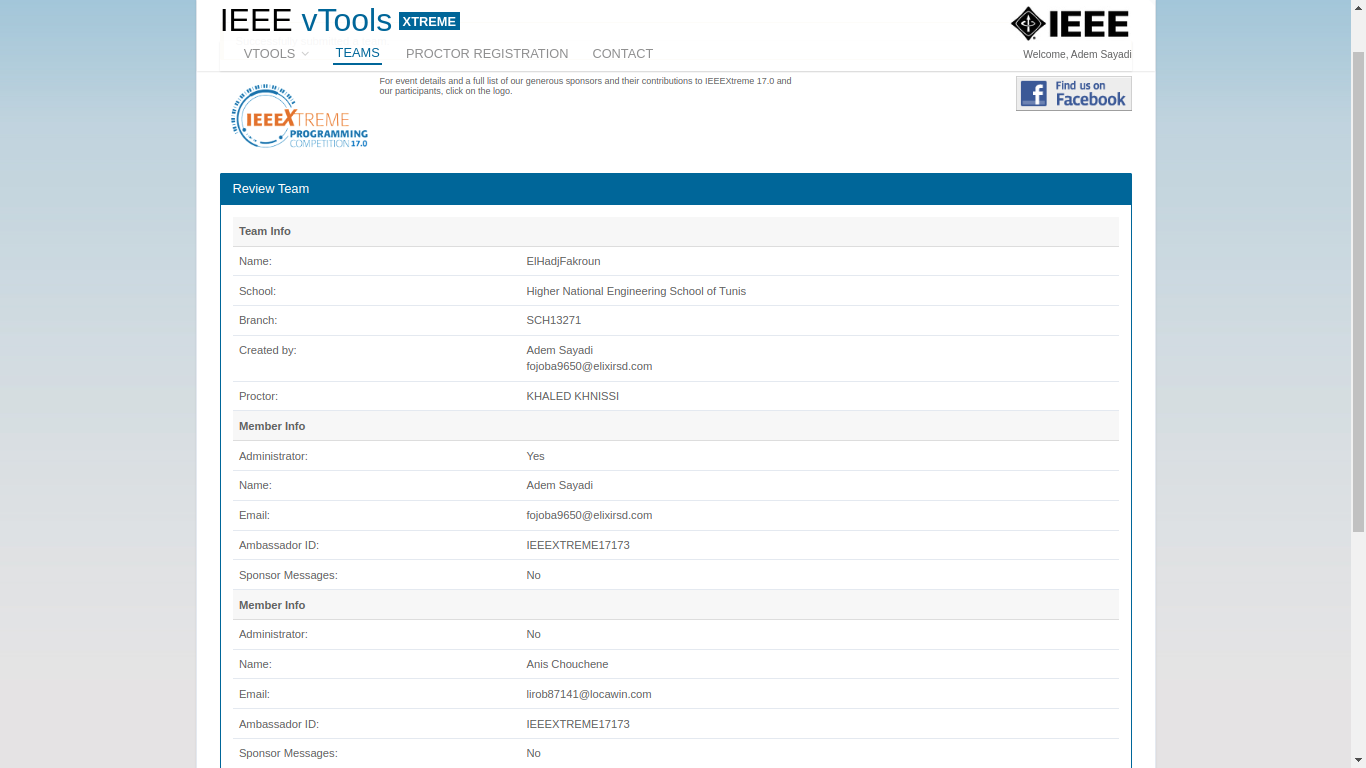 IEEE vTools XTREME
IEEE
VTOOLS TEAMS PROCTOR REGISTRATION CONTACT
Welcome, Adem Sayadi
For event details and a full list of our generous sponsors and their contributions to IEEEXtreme 17.0 and
our participants, click on the logo.
Find us on
Facebook
IEEEXTREME
PROGRAMMING
COMPETITION 17.0
Review Team
Team Info
Name: ElHadjFakroun
School: Higher National Engineering School of Tunis
Branch: SCH13271
Created by: Adem Sayadi
fojoba9650@elixirsd.com
Proctor: KHALED KHNISSI
Member Info
Administrator: Yes
Name: Adem Sayadi
Email: fojoba9650@elixirsd.com
Ambassador ID: IEEEXTREME17173
Sponsor Messages: No
Member Info
Administrator: No
Name: Anis Chouchene
Email: lirob87141@locawin.com
Ambassador ID: IEEEXTREME17173
Sponsor Messages: No